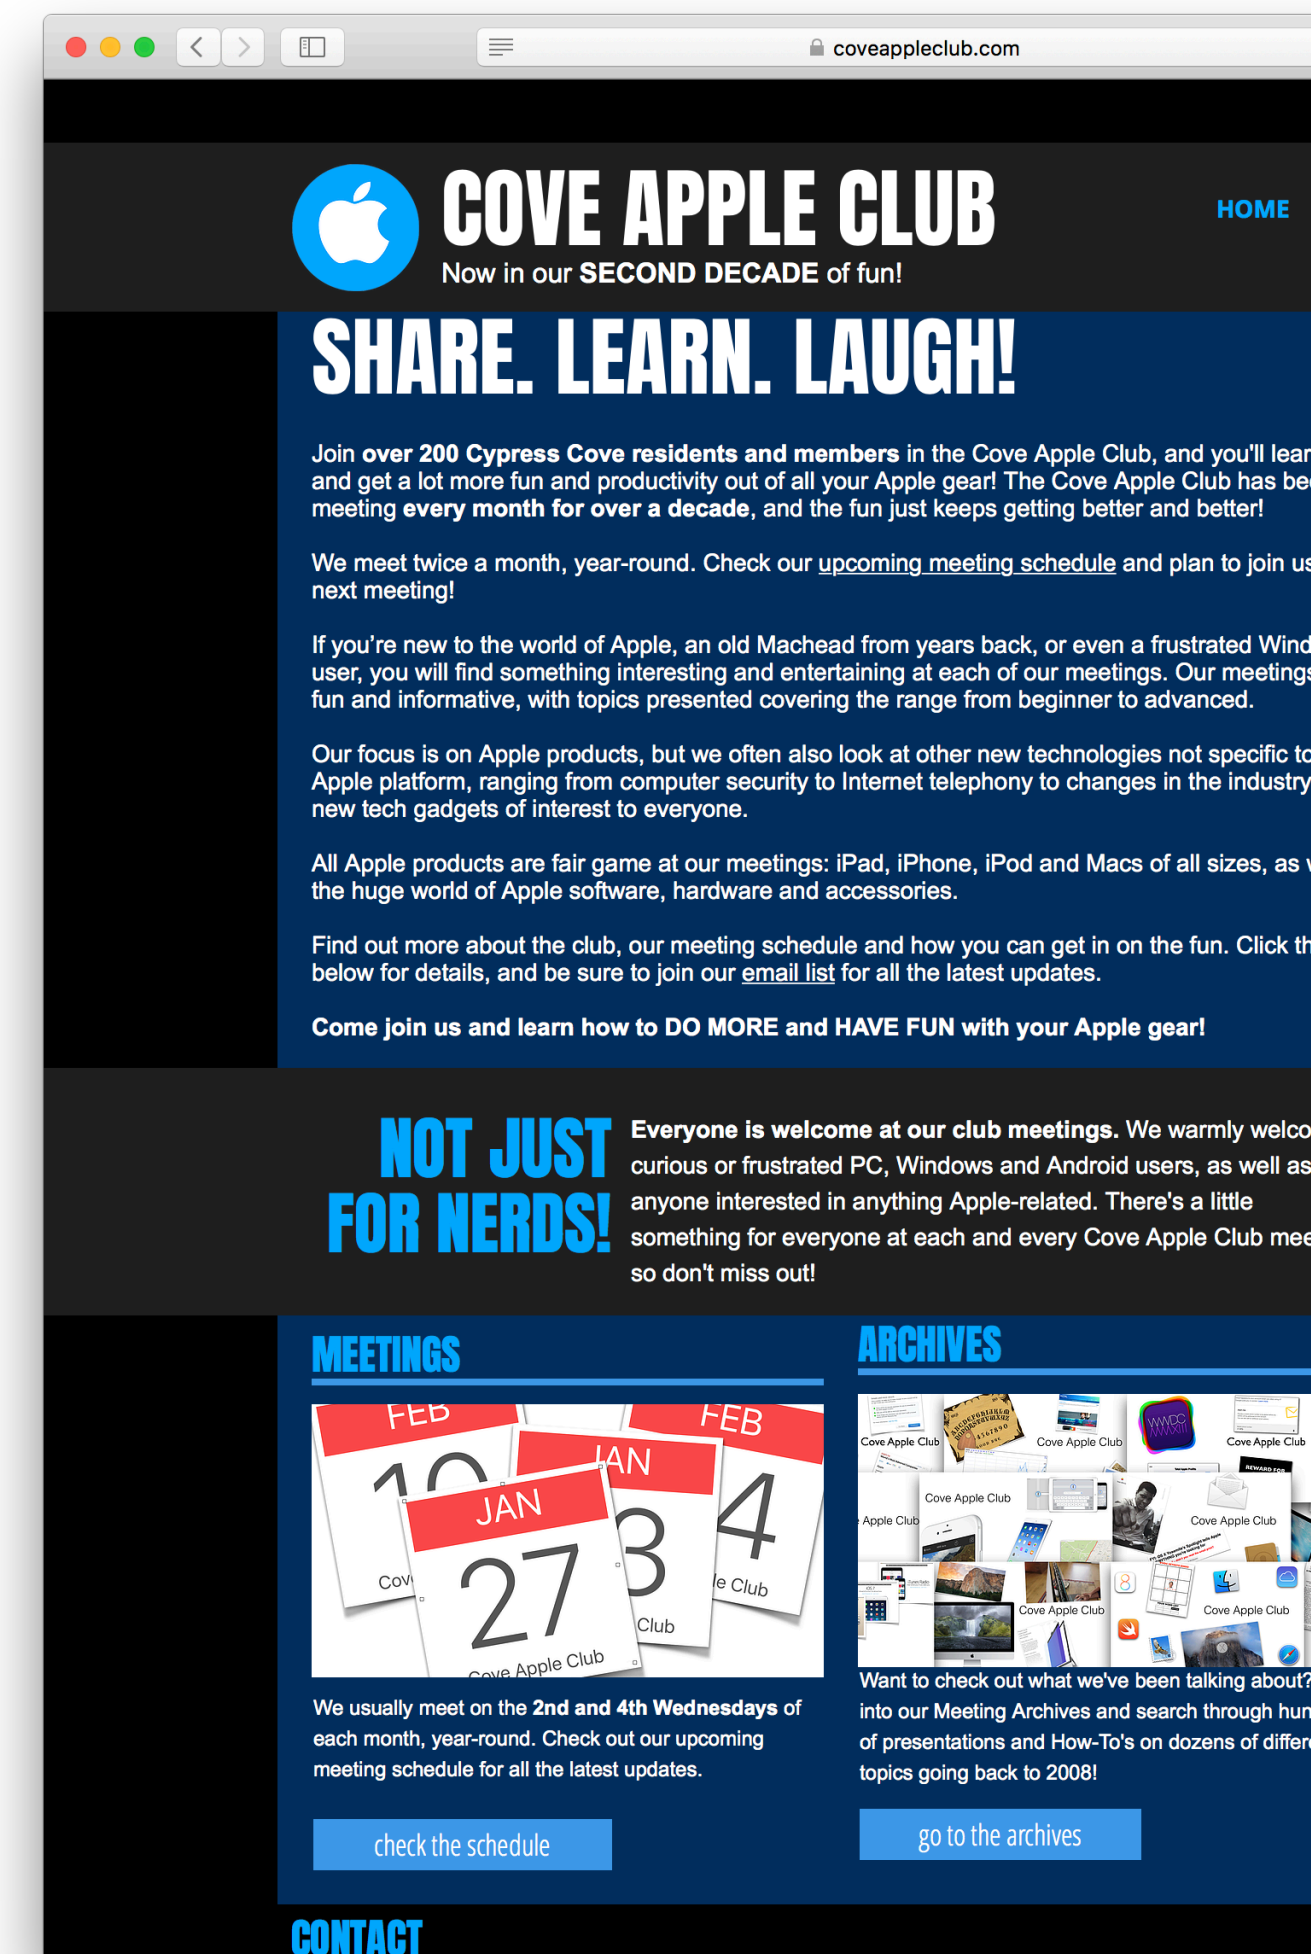 coveappleclub.com
COVE APPLE CLUB
Now in our SECOND DECADE of fun!
HOME
SHARE. LEARN. LAUGH!
Join over 200 Cypress Cove residents and members in the Cove Apple Club, and you'll lear
and get a lot more fun and productivity out of all your Apple gear! The Cove Apple Club has be
meeting every month for over a decade, and the fun just keeps getting better and better!
We meet twice a month, year-round. Check our upcoming meeting schedule and plan to join us
next meeting!
If you’re new to the world of Apple, an old Machead from years back, or even a frustrated Wind
user, you will find something interesting and entertaining at each of our meetings. Our meetings
fun and informative, with topics presented covering the range from beginner to advanced.
Our focus is on Apple products, but we often also look at other new technologies not specific to
Apple platform, ranging from computer security to Internet telephony to changes in the industry
new tech gadgets of interest to everyone.
All Apple products are fair game at our meetings: iPad, iPhone, iPod and Macs of all sizes, as w
the huge world of Apple software, hardware and accessories.
Find out more about the club, our meeting schedule and how you can get in on the fun. Click th
below for details, and be sure to join our email list for all the latest updates.
Come join us and learn how to DO MORE and HAVE FUN with your Apple gear!
NOT JUST
FOR NERDS!
Everyone is welcome at our club meetings. We warmly welco
curious or frustrated PC, Windows and Android users, as well as
anyone interested in anything Apple-related. There's a little
something for everyone at each and every Cove Apple Club mee
so don't miss out!
MEETINGS
FEB
FEB
JAN
4
JAN
27
3
Cov
le Club
Club
Cove Apple Club
We usually meet on the 2nd and 4th Wednesdays of
each month, year-round. Check out our upcoming
meeting schedule for all the latest updates.
check the schedule
ARCHIVES
Cove Apple Club
Cove Apple Club
WWDC
Cove Apple Club
REWARD FOR
Cove Apple Club
Apple Club
Cove Apple Club
Cove Apple Club
8
Cove Apple Club
Want to check out what we've been talking about?
into our Meeting Archives and search through hun
of presentations and How-To's on dozens of differe
topics going back to 2008!
go to the archives
CONTACT